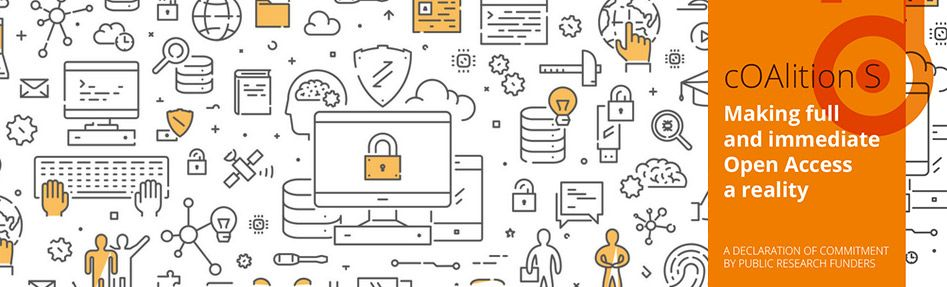 cOAlition S
Making full
and immediate
Open Access
a reality
A DECLARATION OF COMMITMENT
BY PUBLIC RESEARCH FUNDERS